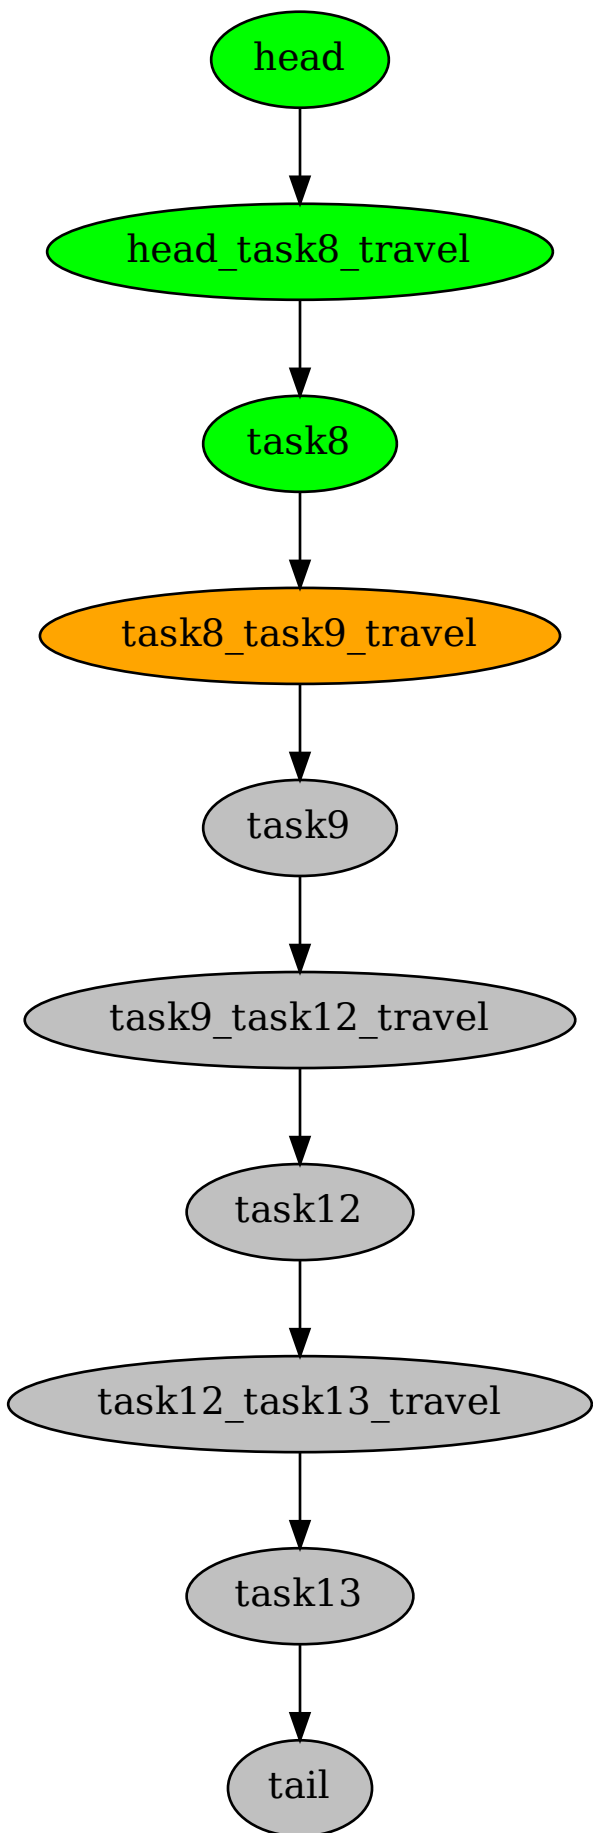 head
head_task8_travel
task8
task8_task9_travel
task9
task9_task12_travel
task12
task12_task13_travel
task13
tail